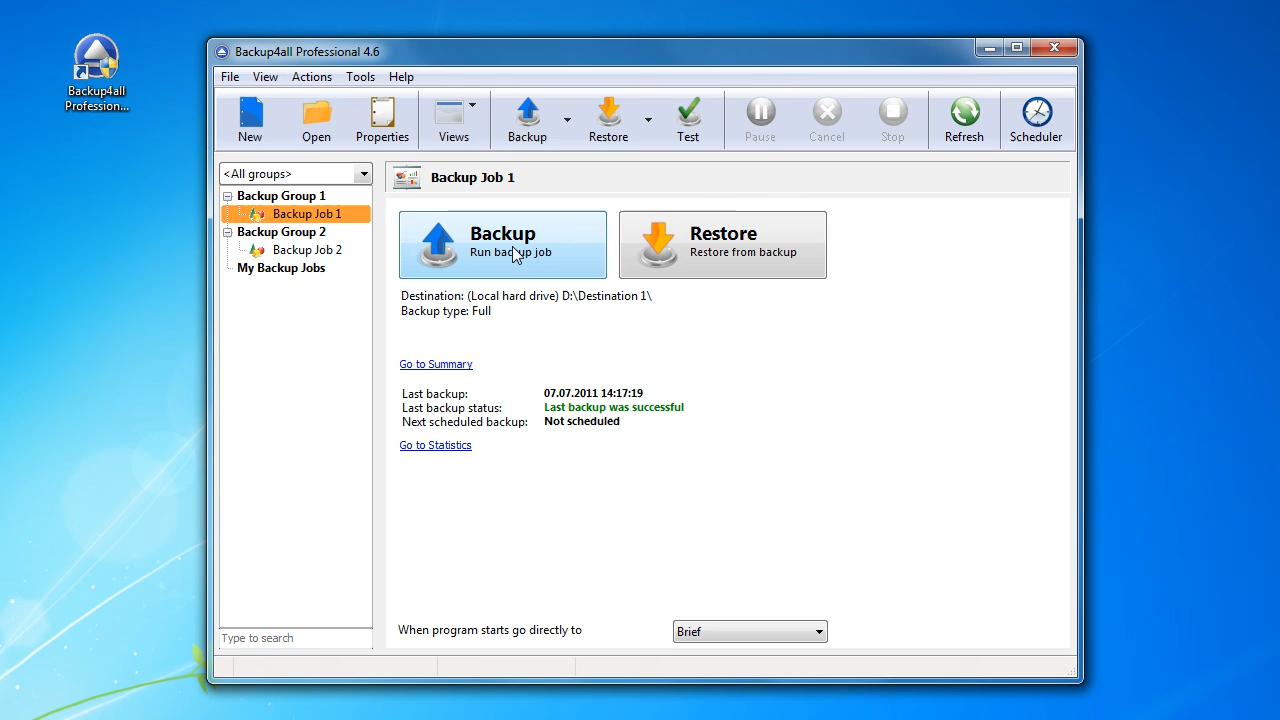 Backup4all
Profession...
Backup4all Professional 4.6
File View Actions Tools Help
New Open Properties Views Backup Restore Test Pause Cancel Stop Refresh Scheduler
<All groups>
Backup Group 1
Backup Job 1
Backup Group 2
Backup Job 2
My Backup Jobs
Type to search
Backup Job 1
Backup
Run backup job
Restore
Restore from backup
Destination: (Local hard drive) D:\Destination 1\
Backup type: Full
Go to Summary
Last backup: 07.07.2011 14:17:19
Last backup status: Last backup was successful
Next scheduled backup: Not scheduled
Go to Statistics
When program starts go directly to Brief